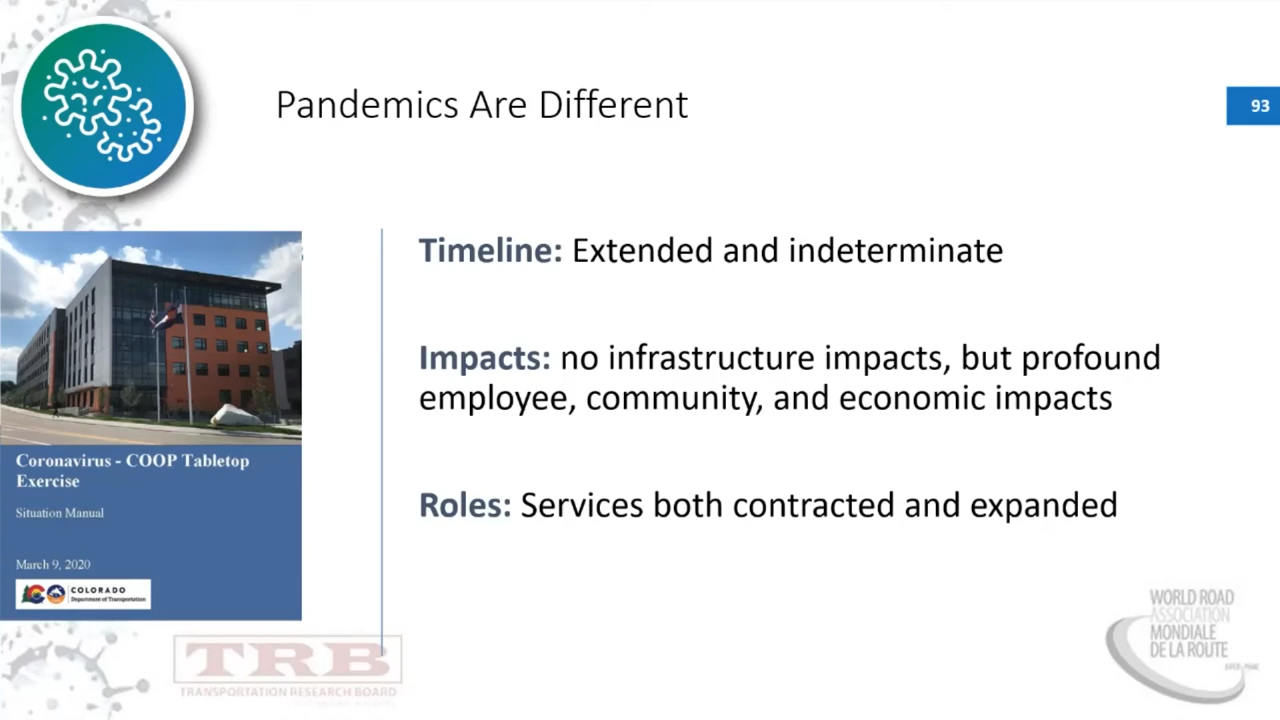 Pandemics Are Different
93
Timeline: Extended and indeterminate
Impacts: no infrastructure impacts, but profound
employee, community, and economic impacts
Roles: Services both contracted and expanded
Coronavirus - COOP Tabletop
Exercise
Situation Manual
March 9, 2020
COLORADO
Department of Transportation
TRB
TRANSPORTATION RESEARCH BOARD
WORLD ROAD
ASSOCIATION
MONDIALE
DE LA ROUTE